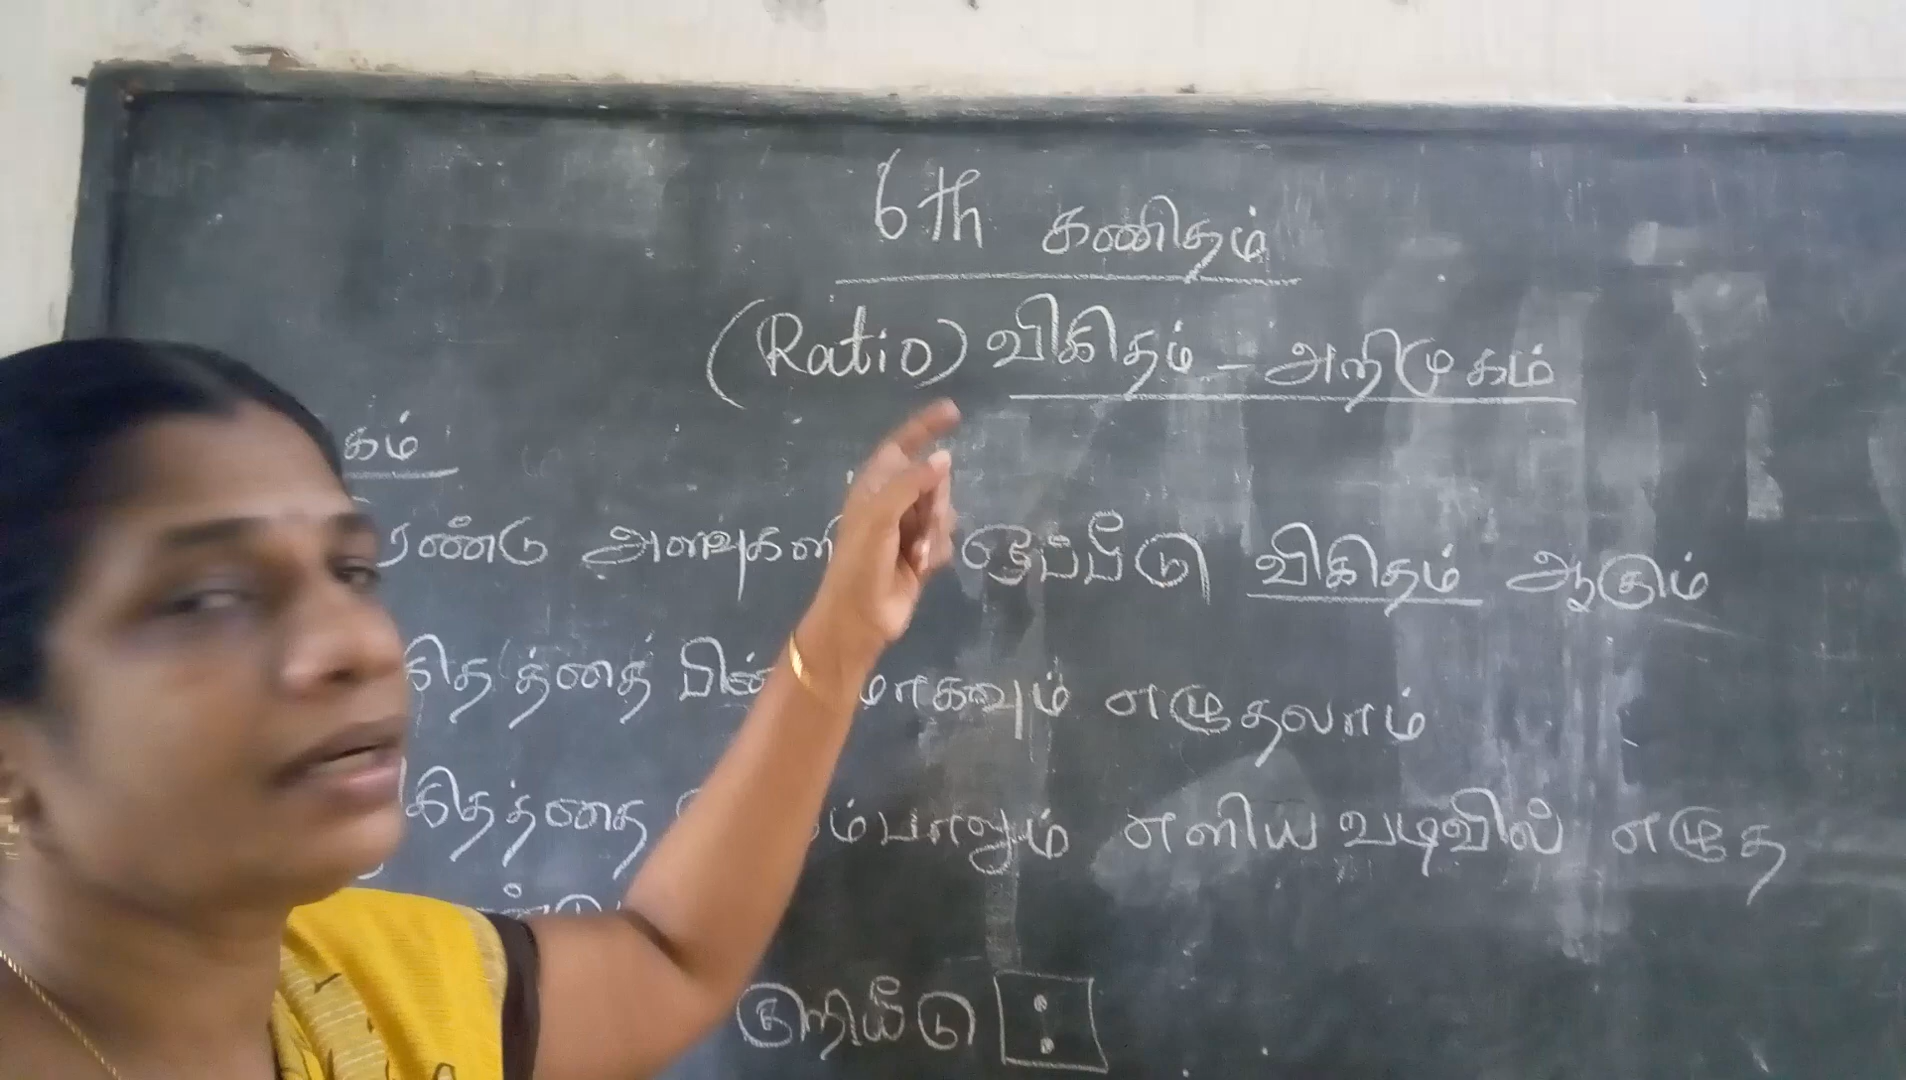 6th கணிதம்
(Ratio) விகிதம் - அறிமுகம்
கம்
ரண்டு அளவுகளி ஒப்பீடு விகிதம் ஆகும்
கிதத்தை பின் மாகவும் எழுதலாம்
கிதத்தை ம்பாலும் எளிய வடிவில் எழுத
ண்டு
குறியீடு :